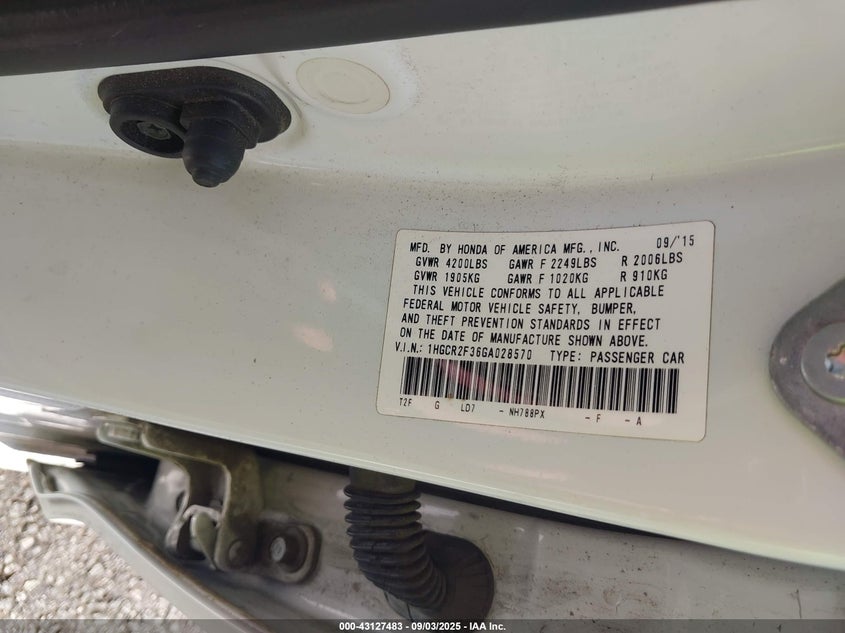 MFD. BY HONDA OF AMERICA MFG., INC. 09/'15
GVWR 4200LBS GAWR F 2249LBS R 2006LBS
GVWR 1905KG GAWR F 1020KG R 910KG
THIS VEHICLE CONFORMS TO ALL APPLICABLE
FEDERAL MOTOR VEHICLE SAFETY, BUMPER,
AND THEFT PREVENTION STANDARDS IN EFFECT
ON THE DATE OF MANUFACTURE SHOWN ABOVE.
V.I.N.: 1HGCR2F36GA028570 TYPE: PASSENGER CAR
T2F G LD7 - NH788PX - F - A
000-43127483 - 09/03/2025 - IAA Inc.